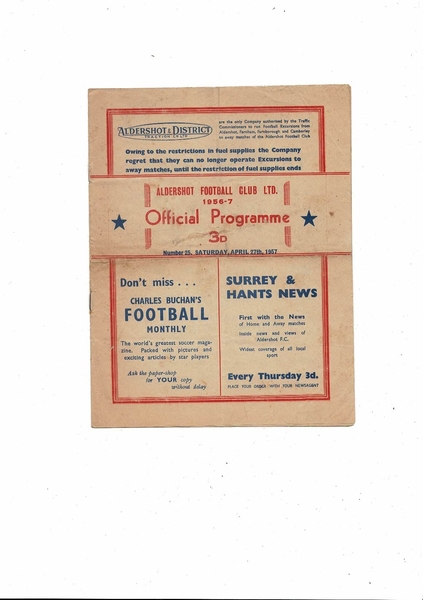 ALDERSHOT & DISTRICT
TRACTION CO LTD
are the only Company authorised by the Traffic
Commissioners to run Football Excursions from
Aldershot, Farnham, Farnborough and Camberley
to away matches of the Aldershot Football Club
Owing to the restrictions in fuel supplies the Company
regret that they can no longer operate Excursions to
away matches, until the restriction of fuel supplies ends
ALDERSHOT FOOTBALL CLUB LTD.
1956-7
Official Programme
3D
Number 25. SATURDAY, APRIL 27th, 1957
Don't miss . . .
CHARLES BUCHAN'S
FOOTBALL
MONTHLY
The world's greatest soccer maga-
zine. Packed with pictures and
exciting articles by star players
Ask the paper-shop
for YOUR copy
without delay
SURREY &
HANTS NEWS
First with the News
of Home and Away matches
Inside news and views of
Aldershot F.C.
Widest coverage of all local
sport
Every Thursday 3d.
PLACE YOUR ORDER WITH YOUR NEWSAGENT